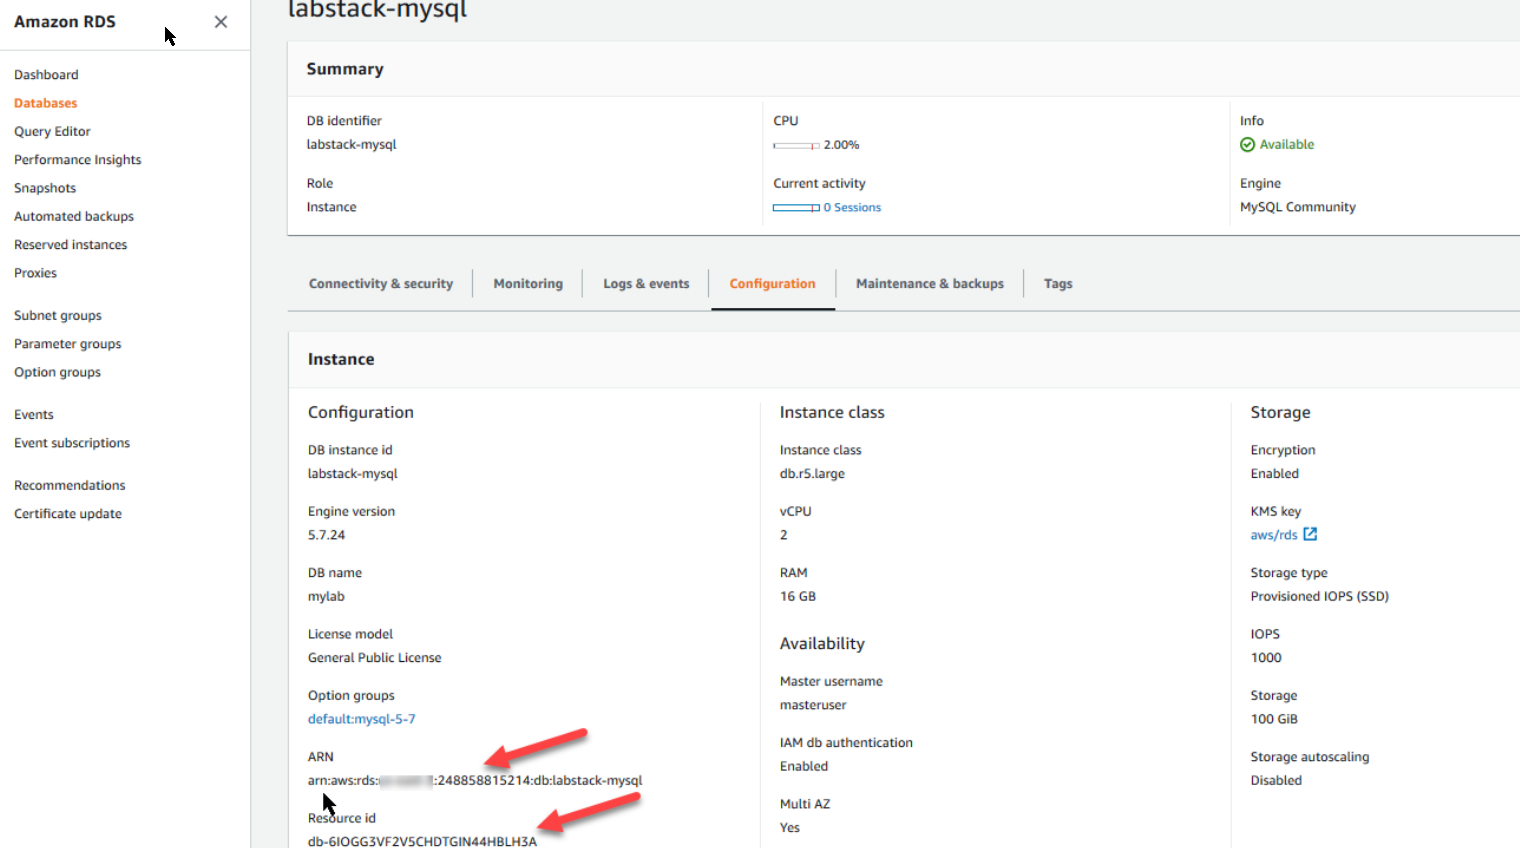 Amazon RDS
Dashboard
Databases
Query Editor
Performance Insights
Snapshots
Automated backups
Reserved instances
Proxies
Subnet groups
Parameter groups
Option groups
Events
Event subscriptions
Recommendations
Certificate update
labstack-mysql
Summary
DB identifier
labstack-mysql
Role
Instance
CPU
2.00%
Current activity
0 Sessions
Info
Available
Engine
MySQL Community
Connectivity & security
Monitoring
Logs & events
Configuration
Maintenance & backups
Tags
Instance
Configuration
DB instance id
labstack-mysql
Engine version
5.7.24
DB name
mylab
License model
General Public License
Option groups
default:mysql-5-7
ARN
arn:aws:rds: :248858815214:db:labstack-mysql
Resource id
db-6IOGG3VF2V5CHDTGIN44HBLH3A
Instance class
Instance class
db.r5.large
vCPU
2
RAM
16 GB
Availability
Master username
masteruser
IAM db authentication
Enabled
Multi AZ
Yes
Storage
Encryption
Enabled
KMS key
aws/rds
Storage type
Provisioned IOPS (SSD)
IOPS
1000
Storage
100 GiB
Storage autoscaling
Disabled